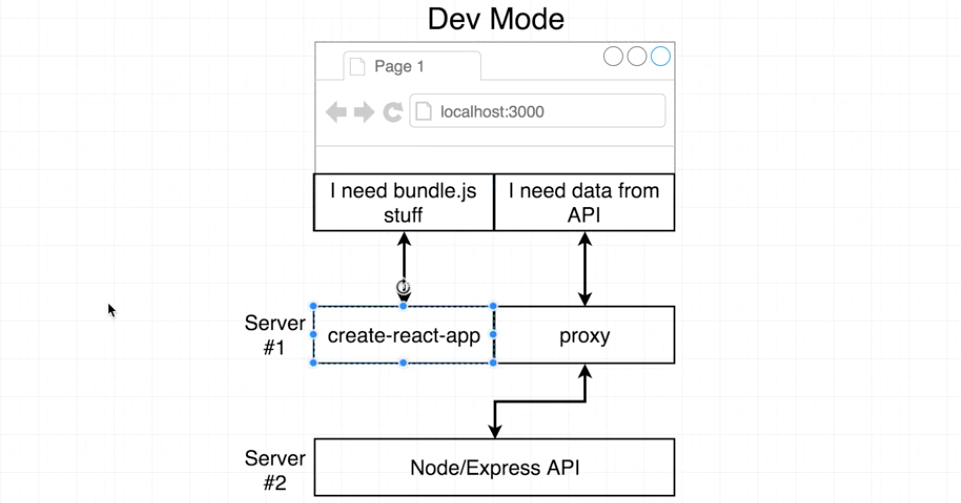 Dev Mode
Page 1
localhost:3000
I need bundle.js
stuff
I need data from
API
Server
#1
create-react-app
proxy
Server
#2
Node/Express API